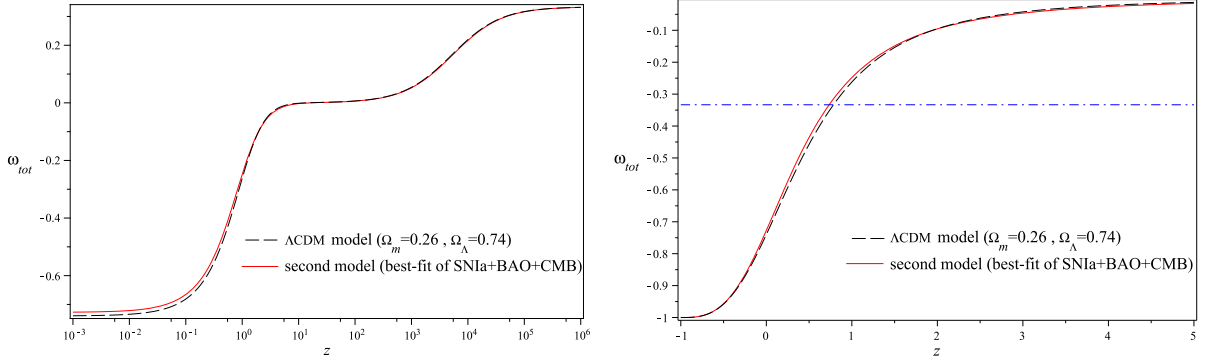 0.2
0
-0.2
ω_tot
-0.4
-0.6
ΛCDM model (Ω_m=0.26 , Ω_Λ=0.74)
second model (best-fit of SNIa+BAO+CMB)
10^-3 10^-2 10^-1 10^0 10^1 10^2 10^3 10^4 10^5 10^6
z
-0.1
-0.2
-0.3
-0.4
ω_tot
-0.5
-0.6
-0.7
-0.8
-0.9
-1
ΛCDM model (Ω_m=0.26 , Ω_Λ=0.74)
second model (best-fit of SNIa+BAO+CMB)
-1 0 1 2 3 4 5
z